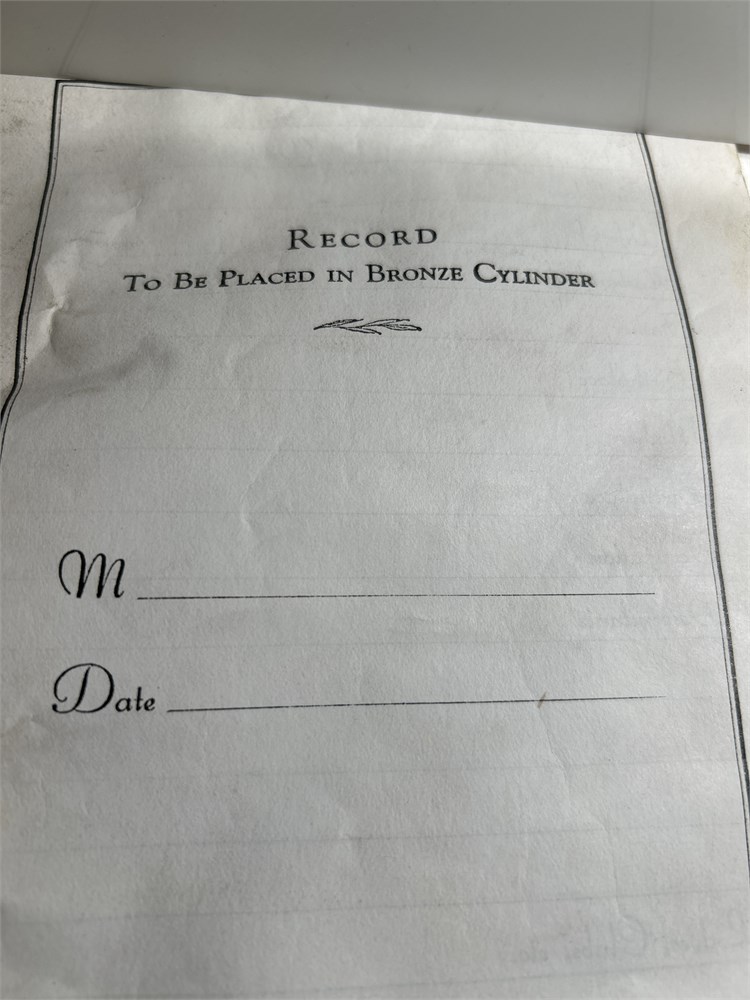 RECORD
TO BE PLACED IN BRONZE CYLINDER
M
Date